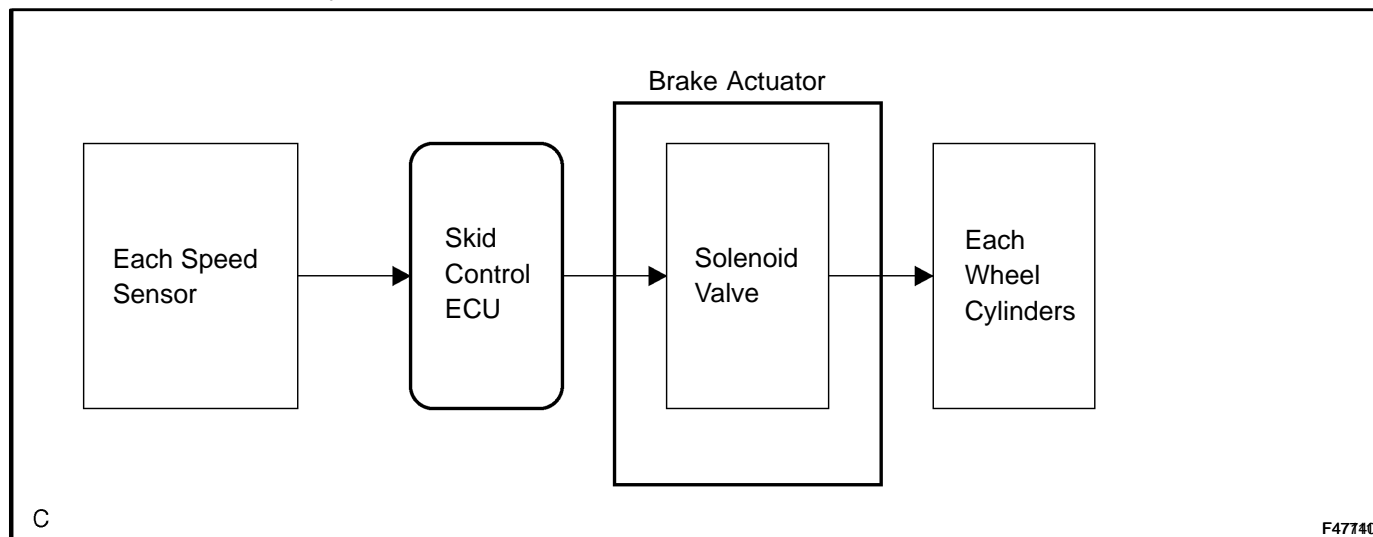 Brake Actuator
Each Speed
Sensor
Skid
Control
ECU
Solenoid
Valve
Each
Wheel
Cylinders
C